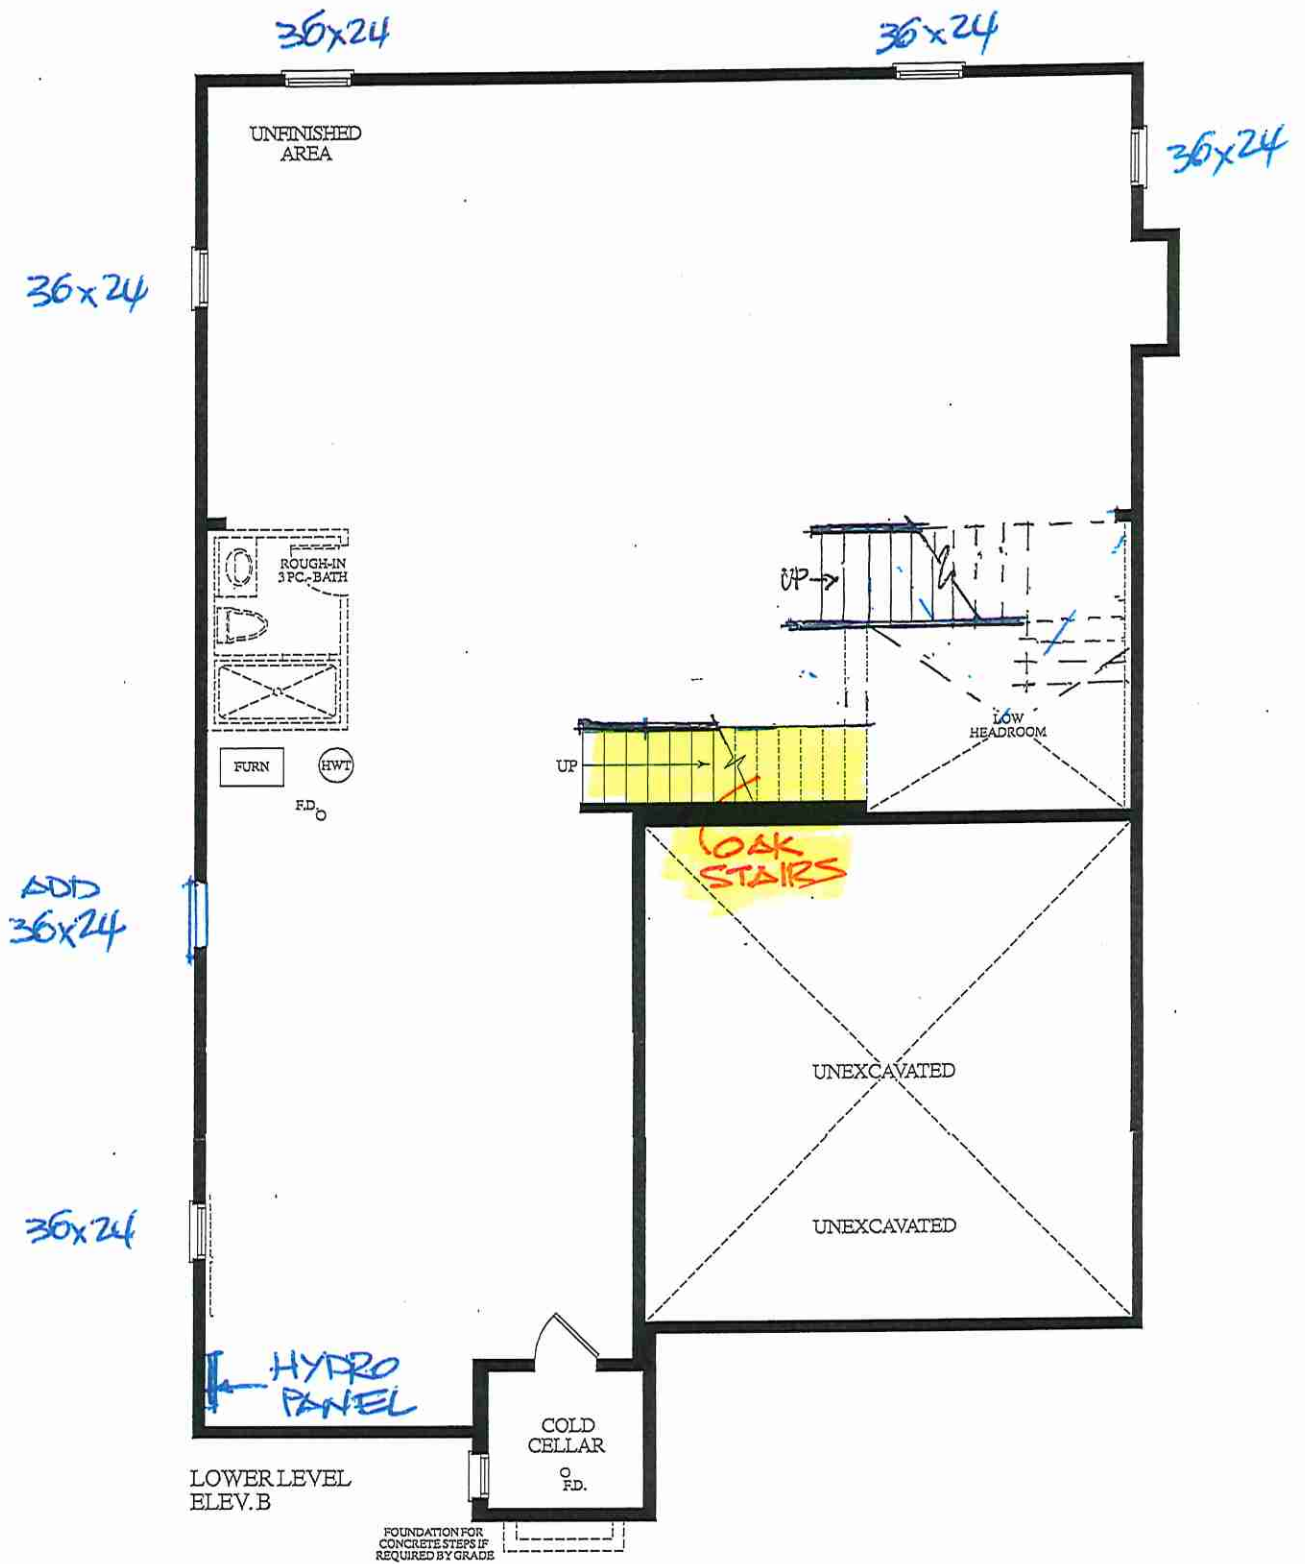 36x24
36x24
UNFINISHED
AREA
36x24
36x24
ROUGH-IN
3 PC.-BATH
UP
LOW
HEADROOM
FURN
HWT
UP
F.D.
OAK
STAIRS
ADD
36x24
UNEXCAVATED
36x24
UNEXCAVATED
HYDRO
PANEL
COLD
CELLAR
F.D.
LOWER LEVEL
ELEV. B
FOUNDATION FOR
CONCRETE STEPS IF
REQUIRED BY GRADE